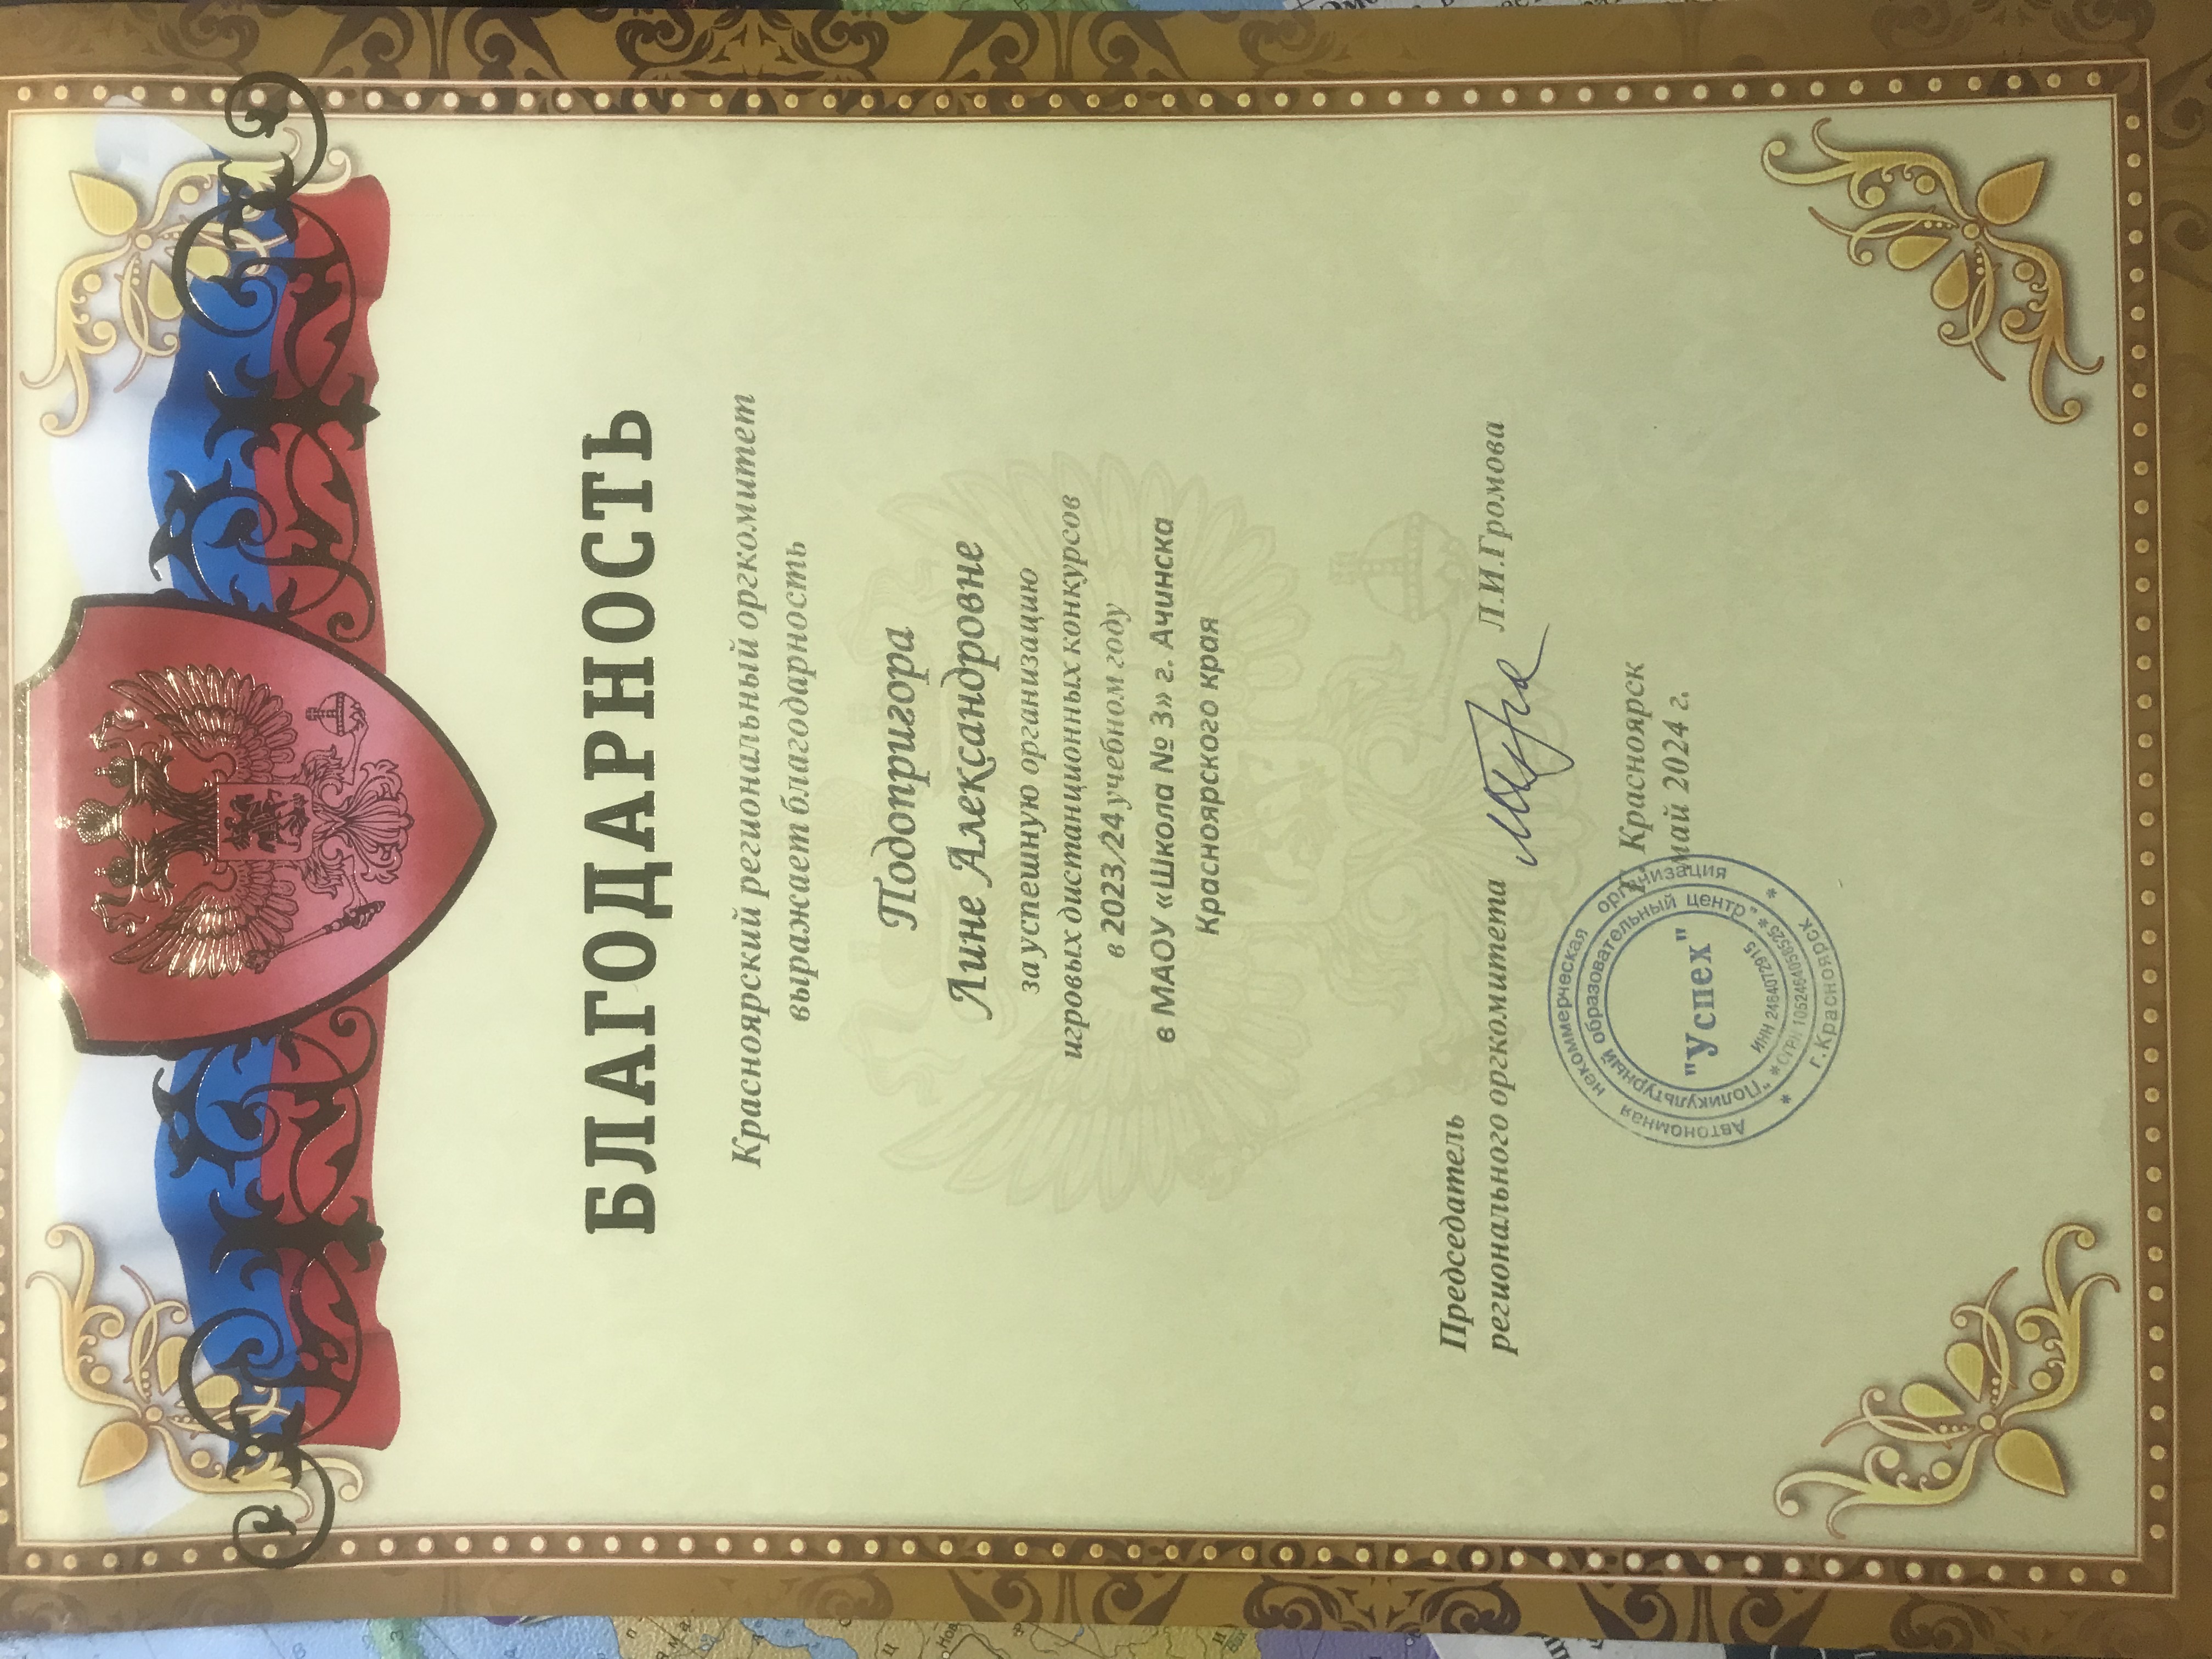 БЛАГОДАРНОСТЬ
Красноярский региональный оргкомитет
выражает благодарность
Подопригора
Лине Александровне
за успешную организацию
игровых дистанционных конкурсов
в 2023/24 учебном году
в МАОУ «Школа № 3» г. Ачинска
Красноярского края
Председатель
регионального оргкомитета Л.И.Громова
Красноярск
май 2024 г.
Автономная некоммерческая организация
"Поликультурный образовательный центр"
"Успех"
ИНН 2464072915
г.Красноярск